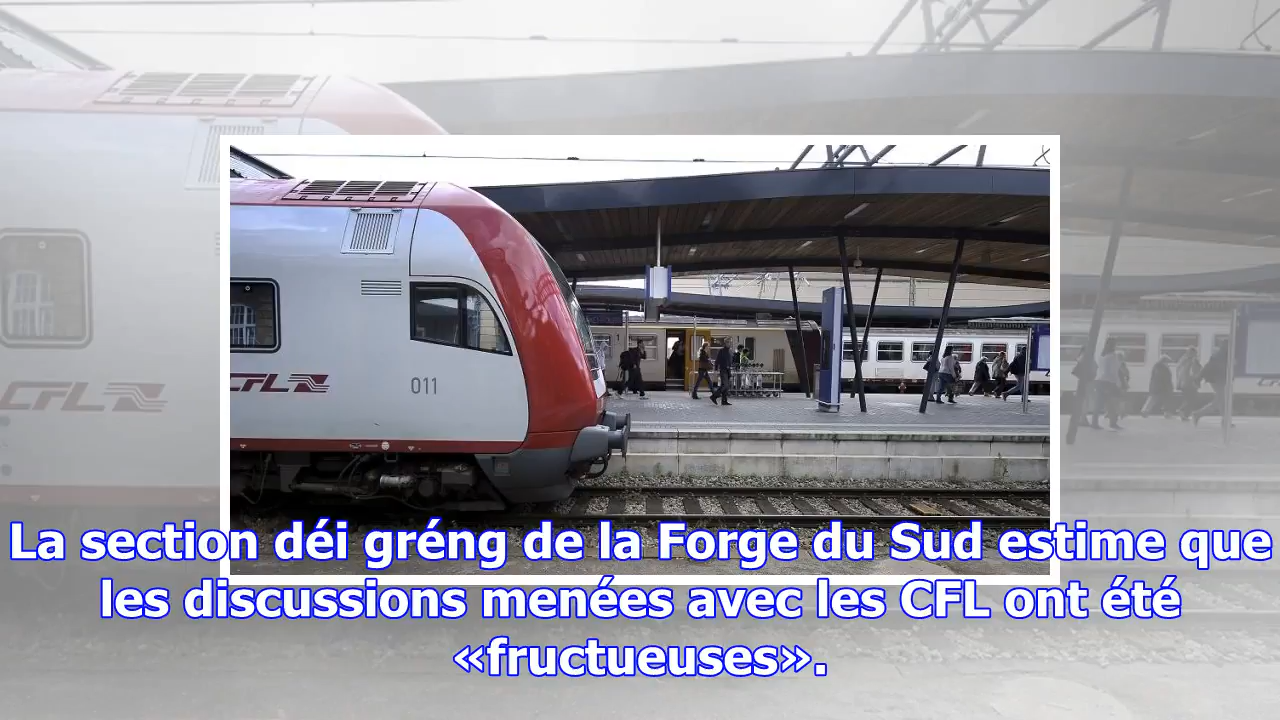 CFL
CFL
011
La section déi gréng de la Forge du Sud estime que
les discussions menées avec les CFL ont été
«fructueuses».